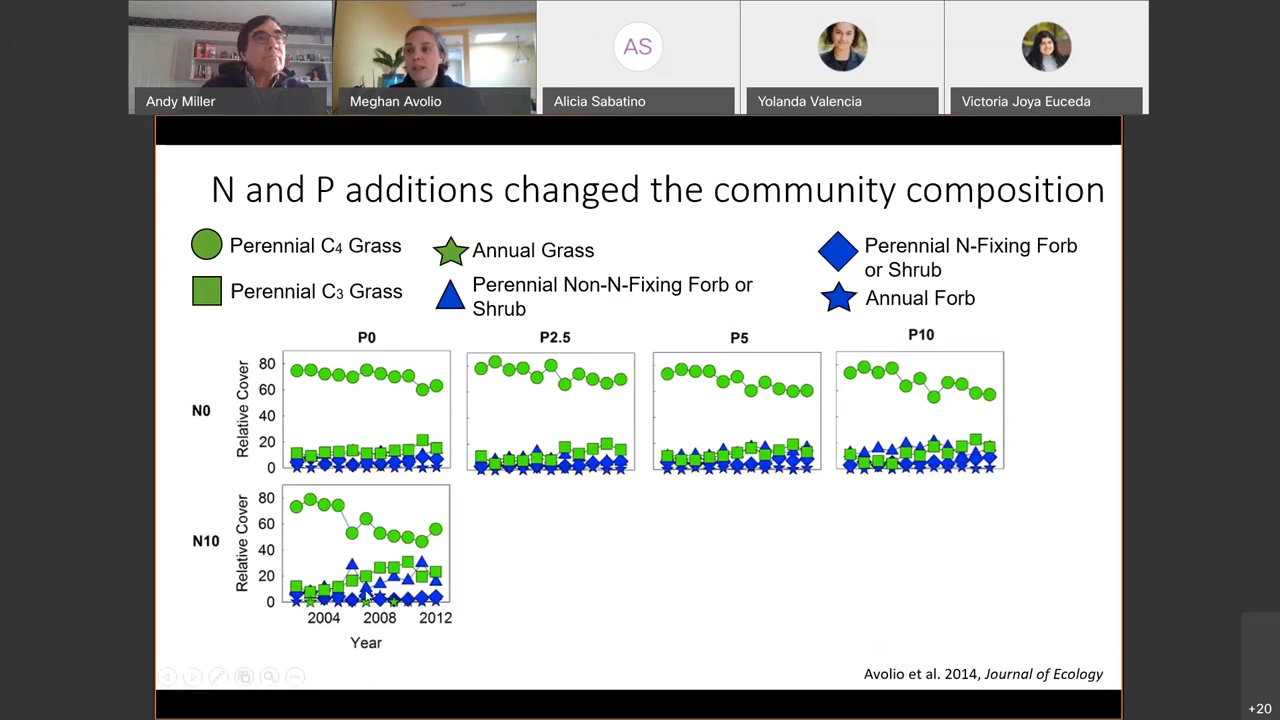 AS
Andy Miller
Meghan Avolio
Alicia Sabatino
Yolanda Valencia
Victoria Joya Euceda
N and P additions changed the community composition
Perennial C4 Grass
Annual Grass
Perennial N-Fixing Forb
or Shrub
Perennial C3 Grass
Perennial Non-N-Fixing Forb or
Shrub
Annual Forb
P0
P2.5
P5
P10
N0
Relative Cover
80
60
40
20
0
N10
Relative Cover
80
60
40
20
0
2004
2008
2012
Year
Avolio et al. 2014, Journal of Ecology
+20